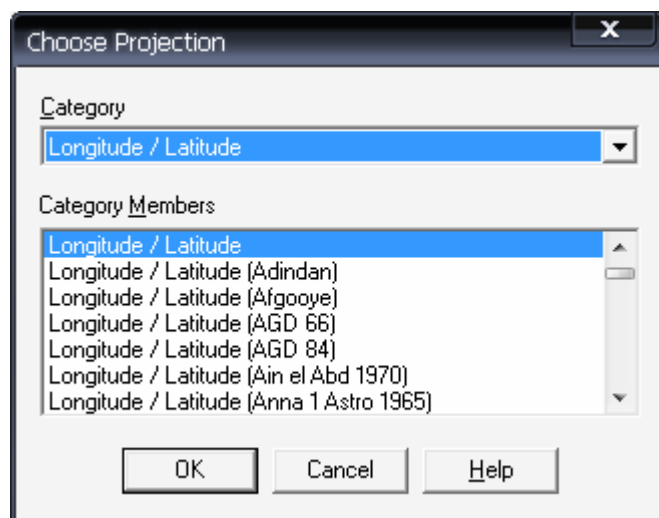 Choose Projection
Category
Longitude / Latitude
Category Members
Longitude / Latitude
Longitude / Latitude (Adindan)
Longitude / Latitude (Afgooye)
Longitude / Latitude (AGD 66)
Longitude / Latitude (AGD 84)
Longitude / Latitude (Ain el Abd 1970)
Longitude / Latitude (Anna 1 Astro 1965)
OK Cancel Help